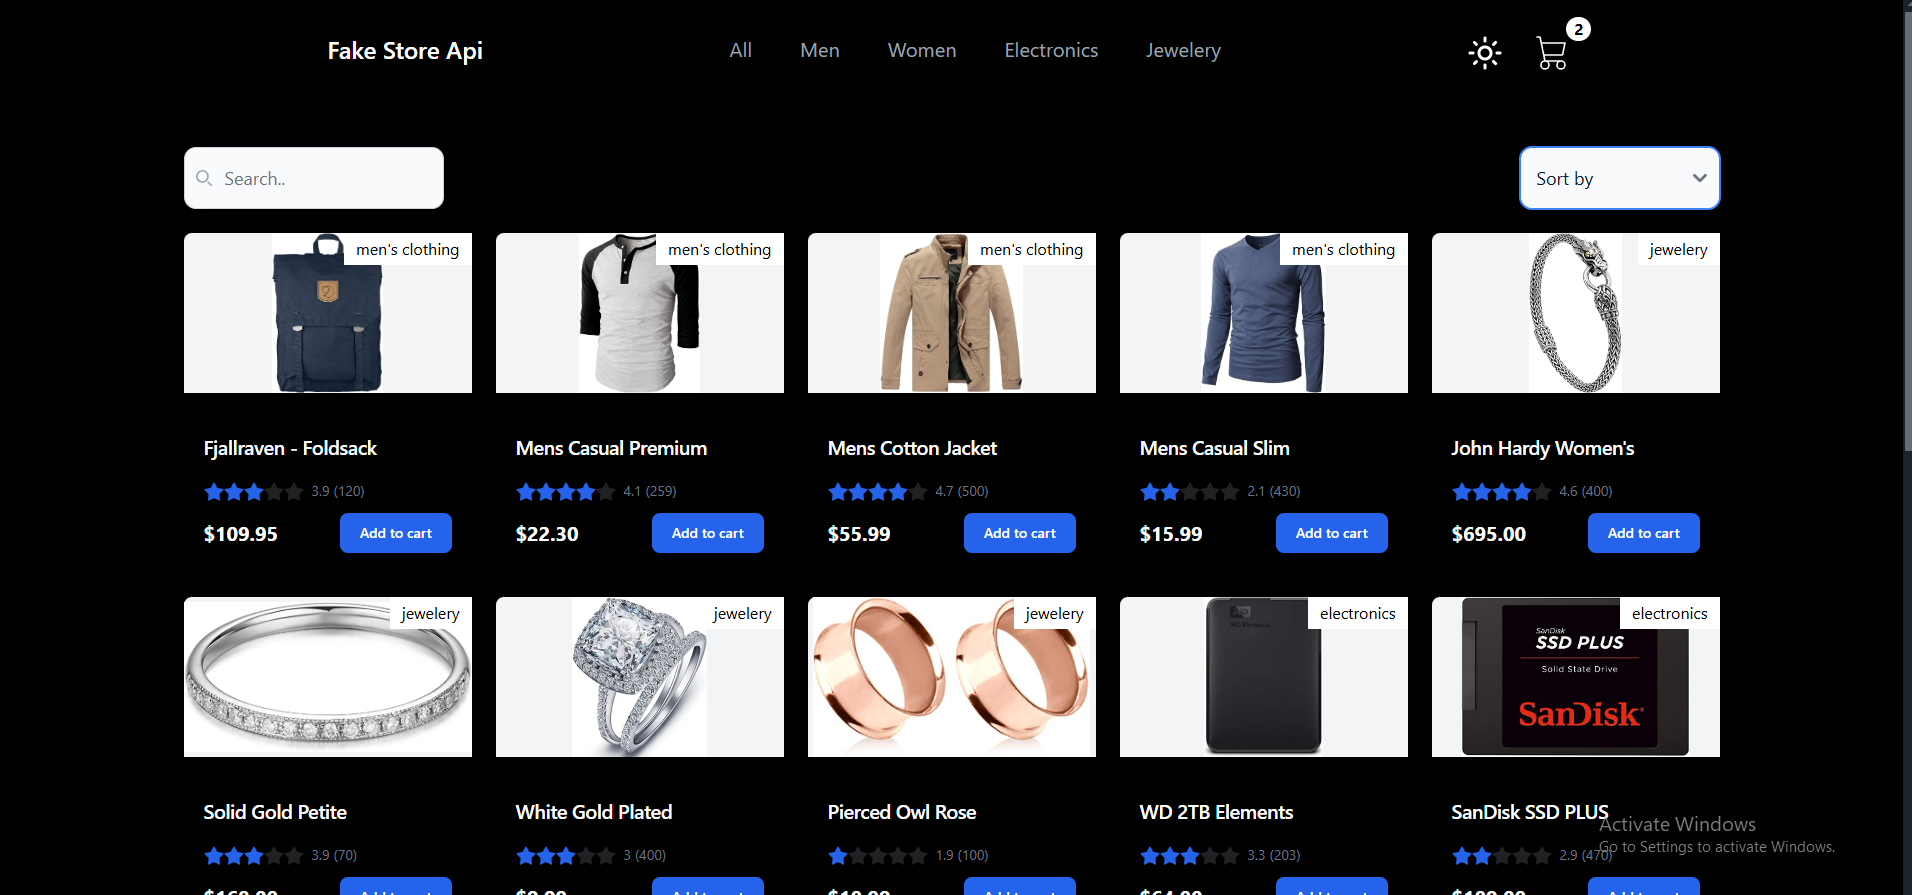 Fake Store Api
All
Men
Women
Electronics
Jewelery
2
Search..
Sort by
men's clothing
men's clothing
men's clothing
men's clothing
jewelery
Fjallraven - Foldsack
Mens Casual Premium
Mens Cotton Jacket
Mens Casual Slim
John Hardy Women's
3.9 (120)
4.1 (259)
4.7 (500)
2.1 (430)
4.6 (400)
$109.95
Add to cart
$22.30
Add to cart
$55.99
Add to cart
$15.99
Add to cart
$695.00
Add to cart
jewelery
jewelery
jewelery
electronics
WD Elements
electronics
SanDisk
SSD PLUS
Solid State Drive
SanDisk
Solid Gold Petite
White Gold Plated
Pierced Owl Rose
WD 2TB Elements
SanDisk SSD PLUS
Activate Windows
Go to Settings to activate Windows.
3.9 (70)
3 (400)
1.9 (100)
3.3 (203)
2.9 (470)